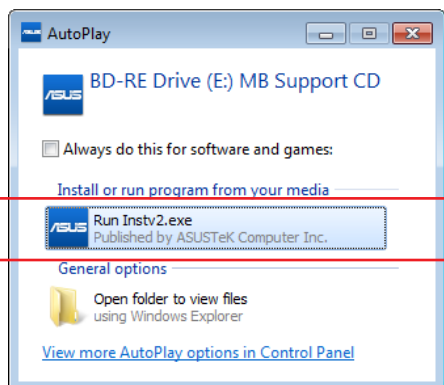 AutoPlay
BD-RE Drive (E:) MB Support CD
Always do this for software and games:
Install or run program from your media
Run Instv2.exe
Published by ASUSTeK Computer Inc.
General options
Open folder to view files
using Windows Explorer
View more AutoPlay options in Control Panel